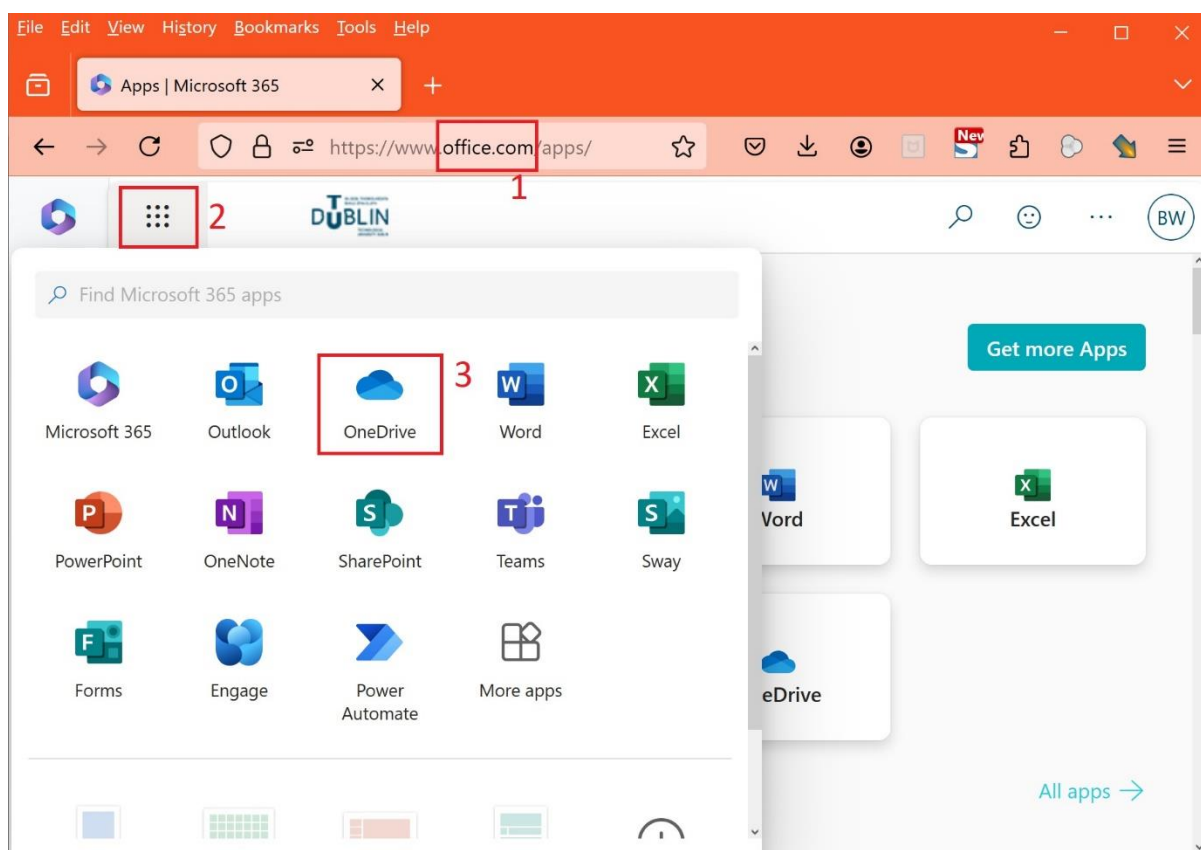 File Edit View History Bookmarks Tools Help
Apps | Microsoft 365
https://www.office.com/apps/
New
S
1
2
TU DUBLIN
BW
Find Microsoft 365 apps
Get more Apps
3
Microsoft 365 Outlook OneDrive Word Excel
Word Excel
PowerPoint OneNote SharePoint Teams Sway
Forms Engage Power Automate More apps
eDrive
All apps